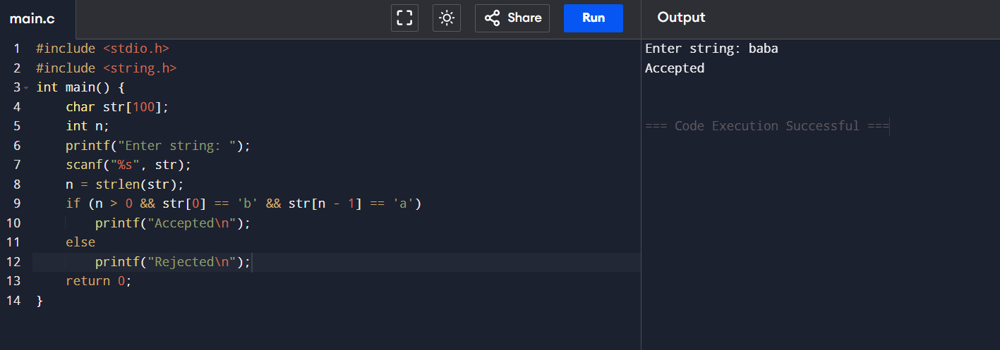 main.c
Share
Run
Output
1 #include <stdio.h>
2 #include <string.h>
3 int main() {
4     char str[100];
5     int n;
6     printf("Enter string: ");
7     scanf("%s", str);
8     n = strlen(str);
9     if (n > 0 && str[0] == 'b' && str[n - 1] == 'a')
10         printf("Accepted\n");
11     else
12         printf("Rejected\n");
13     return 0;
14 }
Enter string: baba
Accepted
=== Code Execution Successful ===